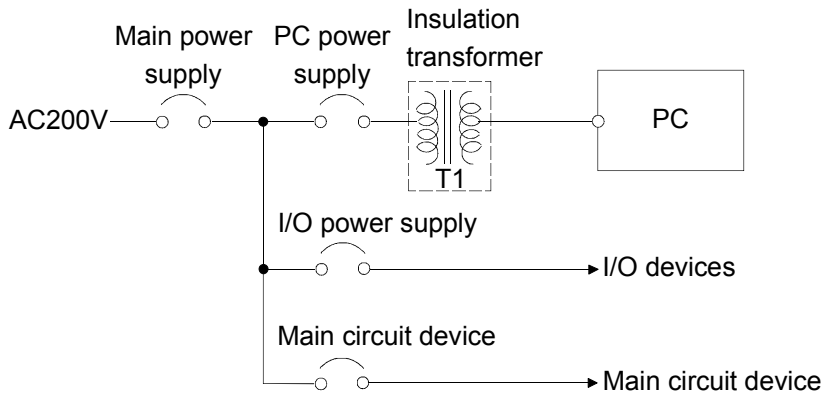 Main power
supply
PC power
supply
Insulation
transformer
AC200V
PC
T1
I/O power supply
I/O devices
Main circuit device
Main circuit device